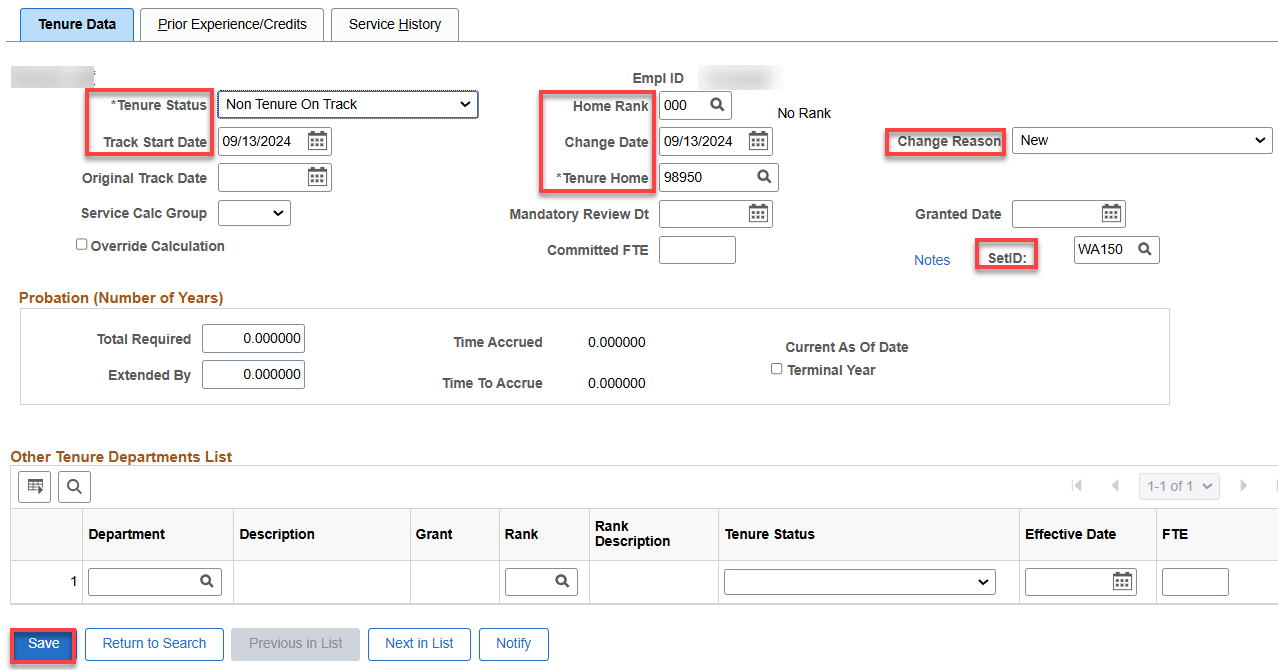 Tenure Data Prior Experience/Credits Service History
Empl ID
*Tenure Status Non Tenure On Track Home Rank 000 No Rank
Track Start Date 09/13/2024 Change Date 09/13/2024 Change Reason New
Original Track Date *Tenure Home 98950
Service Calc Group Mandatory Review Dt Granted Date
Override Calculation Committed FTE Notes SetID: WA150
Probation (Number of Years)
Total Required 0.000000 Time Accrued 0.000000 Current As Of Date
Extended By 0.000000 Time To Accrue 0.000000 Terminal Year
Other Tenure Departments List
1-1 of 1
Department Description Grant Rank Rank Description Tenure Status Effective Date FTE
1
Save Return to Search Previous in List Next in List Notify